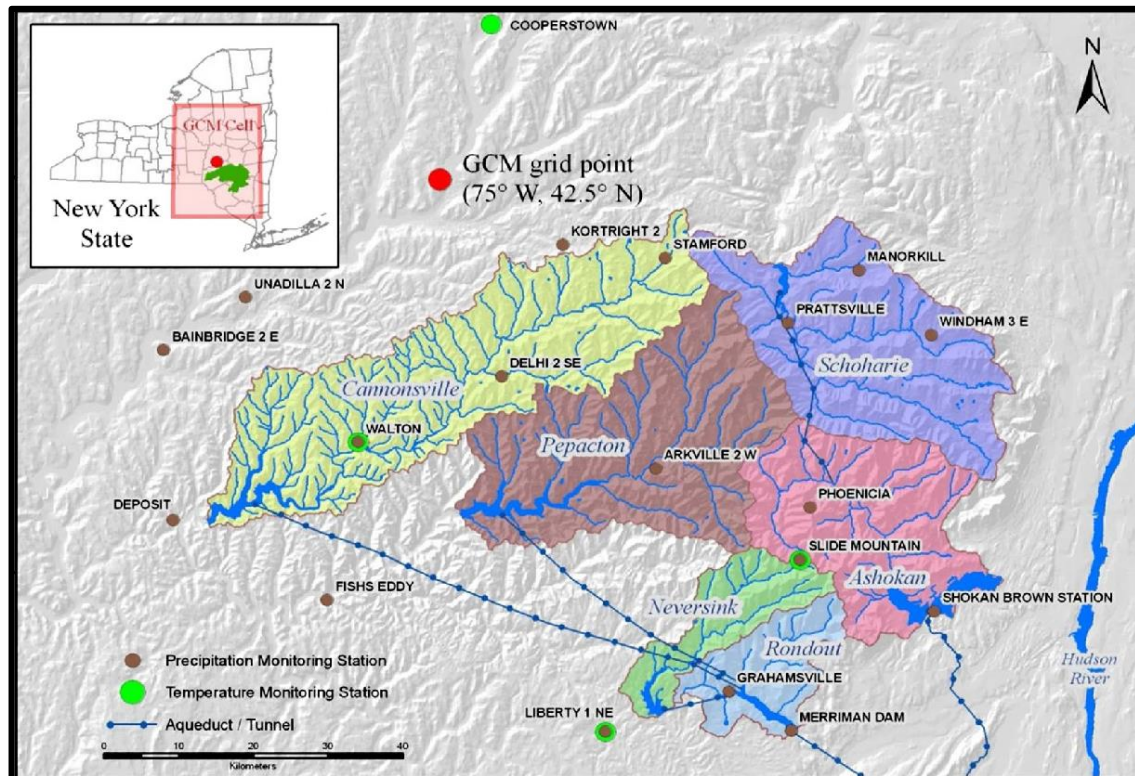 COOPERSTOWN
N
GCM Cell
New York
State
GCM grid point
(75° W, 42.5° N)
KORTRIGHT 2
STAMFORD
MANORKILL
UNADILLA 2 N
PRATTSVILLE
WINDHAM 3 E
BAINBRIDGE 2 E
Schoharie
DELHI 2 SE
Cannonsville
WALTON
Pepacton
ARKVILLE 2 W
DEPOSIT
PHOENICIA
SLIDE MOUNTAIN
Ashokan
FISHS EDDY
Neversink
SHOKAN BROWN STATION
Rondout
Hudson
River
Precipitation Monitoring Station
GRAHAMSVILLE
Temperature Monitoring Station
LIBERTY 1 NE
MERRIMAN DAM
Aqueduct / Tunnel
0 10 20 30 40
Kilometers